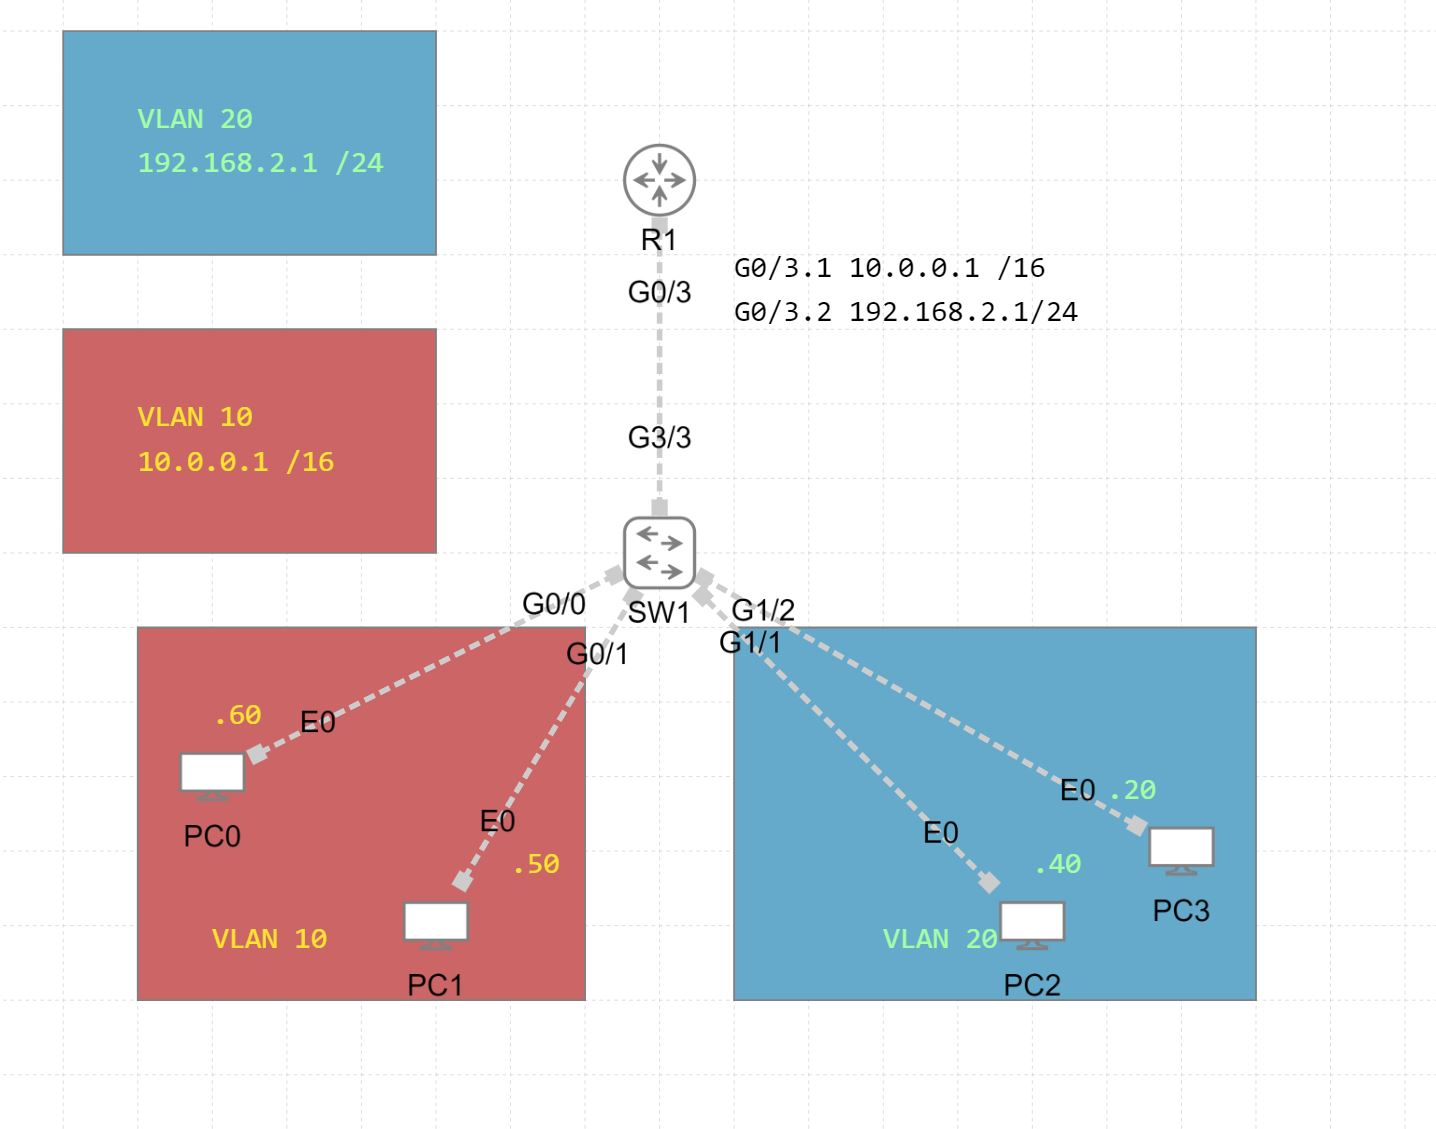 VLAN 20
192.168.2.1 /24
R1
G0/3
G0/3.1 10.0.0.1 /16
G0/3.2 192.168.2.1/24
VLAN 10
10.0.0.1 /16
G3/3
SW1
G0/0
G0/1
G1/2
G1/1
.60
E0
PC0
E0
.50
VLAN 10
PC1
E0
.20
E0
.40
PC3
VLAN 20
PC2